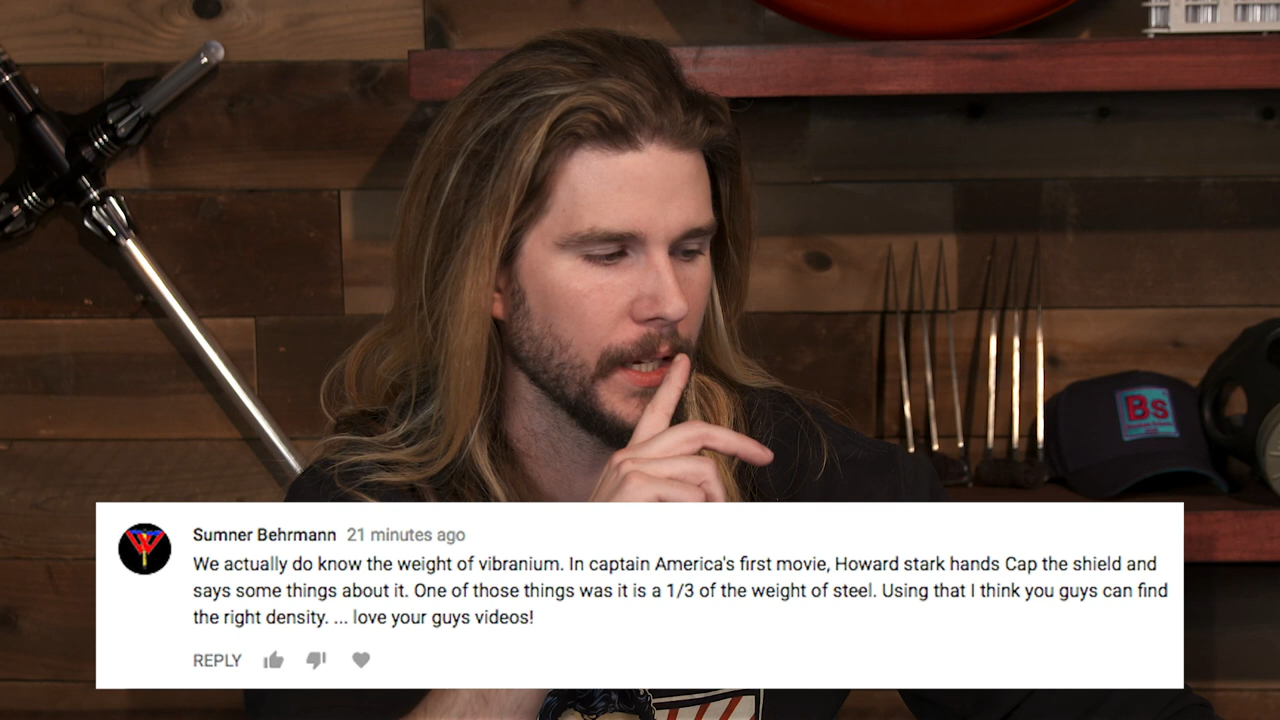 Bs
Sumner Behrmann 21 minutes ago
We actually do know the weight of vibranium. In captain America's first movie, Howard stark hands Cap the shield and
says some things about it. One of those things was it is a 1/3 of the weight of steel. Using that I think you guys can find
the right density. ... love your guys videos!
REPLY